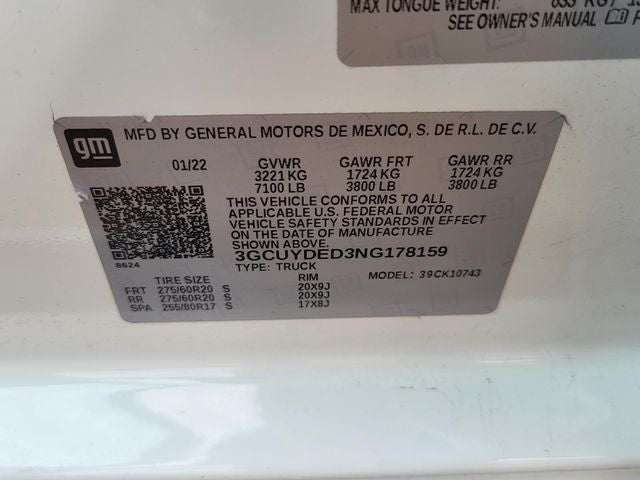 MAX TONGUE WEIGHT:
SEE OWNER'S MANUAL
gm
MFD BY GENERAL MOTORS DE MEXICO, S. DE R.L. DE C.V.
01/22 GVWR GAWR FRT GAWR RR
3221 KG 1724 KG 1724 KG
7100 LB 3800 LB 3800 LB
THIS VEHICLE CONFORMS TO ALL
APPLICABLE U.S. FEDERAL MOTOR
VEHICLE SAFETY STANDARDS IN EFFECT
ON THE DATE OF MANUFACTURE
SHOWN ABOVE.
8624
3GCUYDED3NG178159
TYPE: TRUCK MODEL: 39CK10743
TIRE SIZE RIM
FRT 275/60R20 S 20X9J
RR 275/60R20 S 20X9J
SPA 255/80R17 S 17X8J